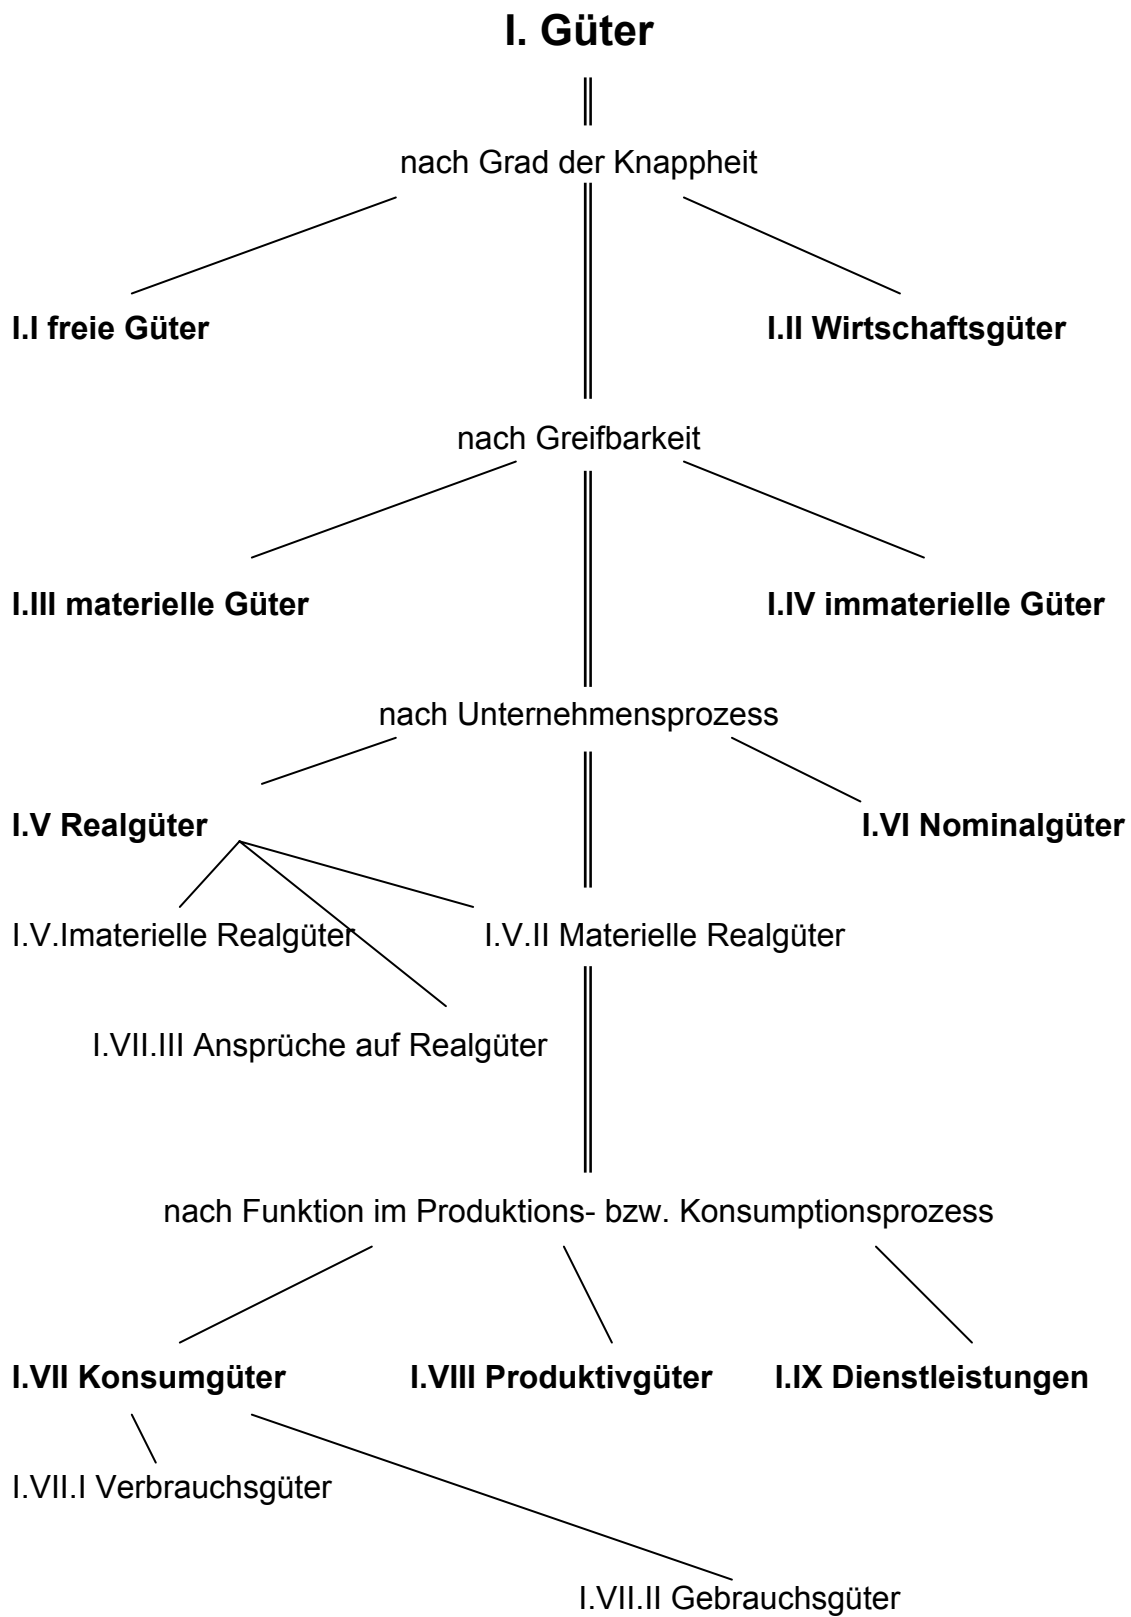 I. Güter
nach Grad der Knappheit
I.I freie Güter
I.II Wirtschaftsgüter
nach Greifbarkeit
I.III materielle Güter
I.IV immaterielle Güter
nach Unternehmensprozess
I.V Realgüter
I.VI Nominalgüter
I.V.Imaterielle Realgüter
I.V.II Materielle Realgüter
I.VII.III Ansprüche auf Realgüter
nach Funktion im Produktions- bzw. Konsumptionsprozess
I.VII Konsumgüter
I.VIII Produktivgüter
I.IX Dienstleistungen
I.VII.I Verbrauchsgüter
I.VII.II Gebrauchsgüter